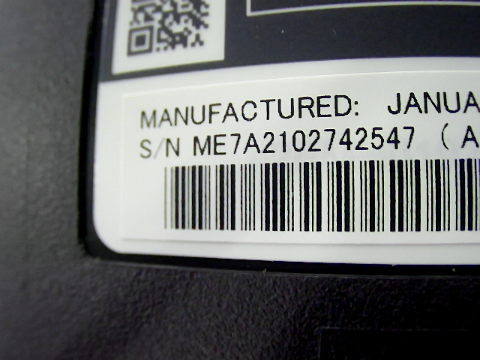 MANUFACTURED: JANUA
S/N ME7A2102742547 ( A